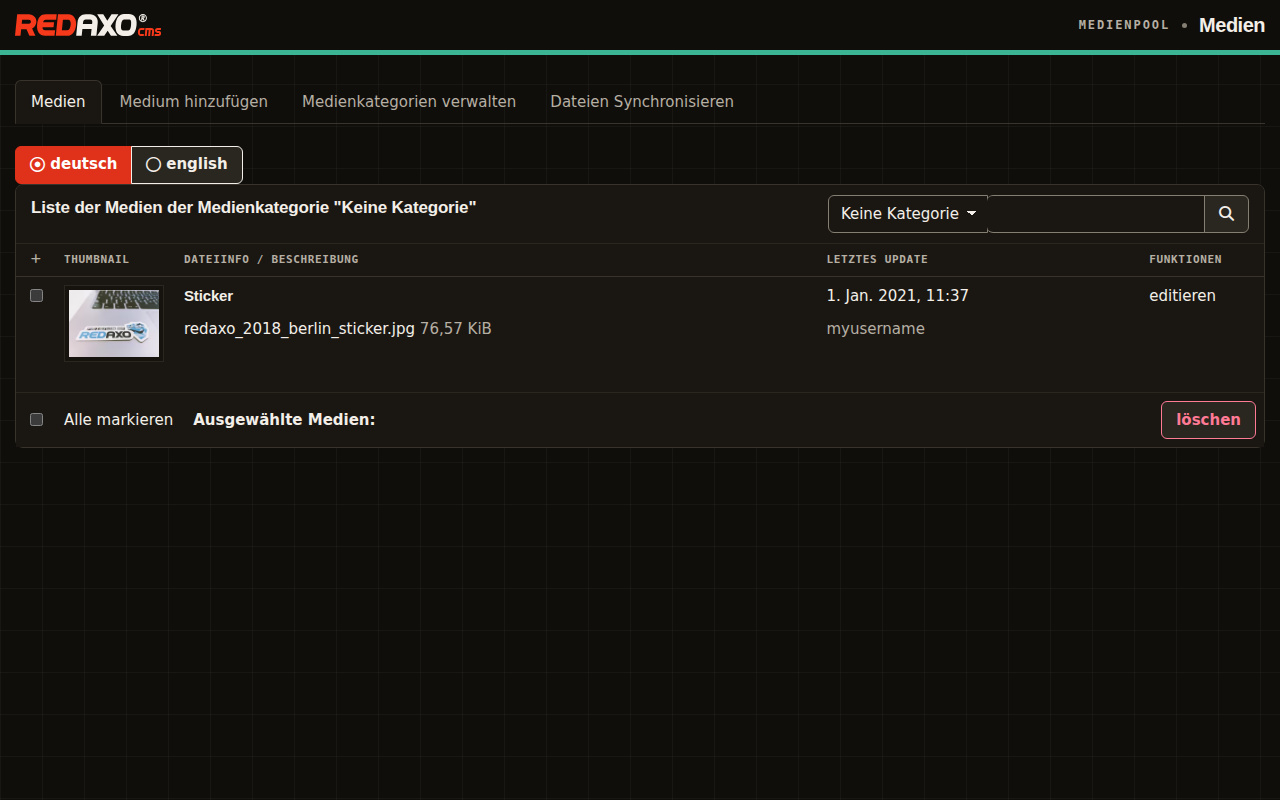 REDAXO® cms
MEDIENPOOL • Medien
Medien Medium hinzufügen Medienkategorien verwalten Dateien Synchronisieren
deutsch english
Liste der Medien der Medienkategorie "Keine Kategorie"
Keine Kategorie
+ THUMBNAIL DATEIINFO / BESCHREIBUNG LETZTES UPDATE FUNKTIONEN
Sticker 1. Jan. 2021, 11:37 editieren
REDAXO
redaxo_2018_berlin_sticker.jpg 76,57 KiB myusername
Alle markieren Ausgewählte Medien: löschen